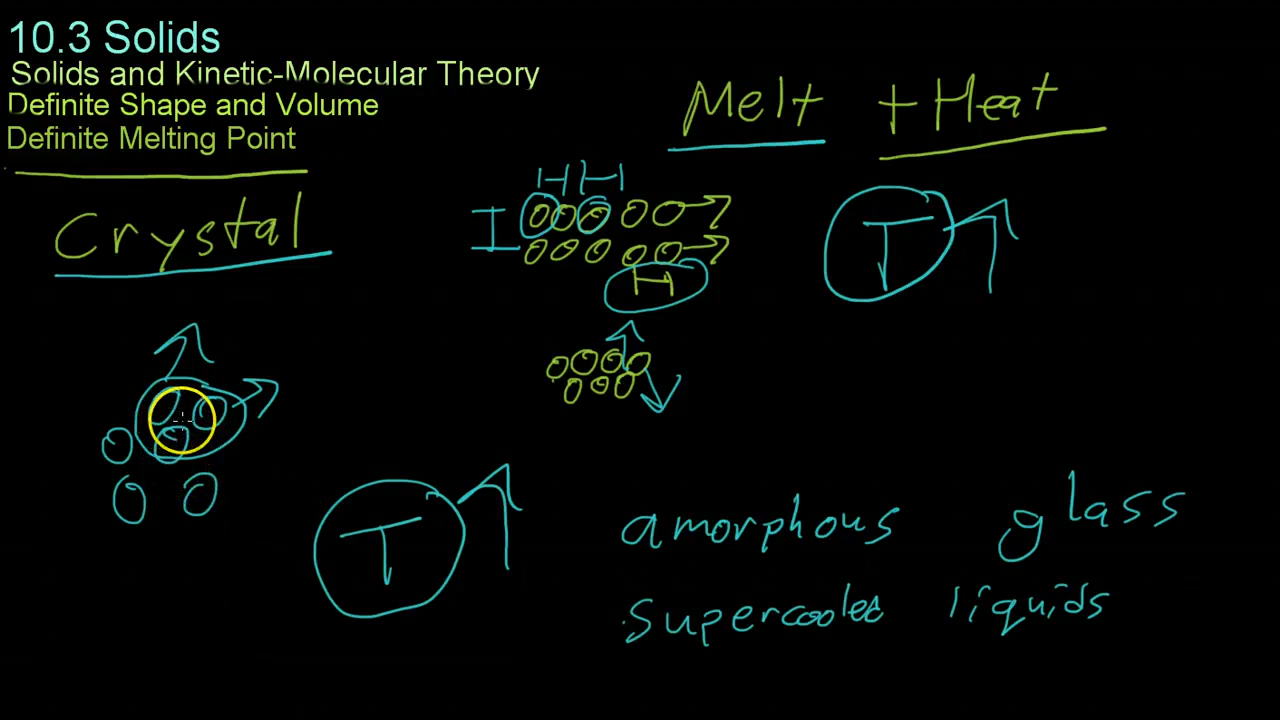 10.3 Solids
Solids and Kinetic-Molecular Theory
Definite Shape and Volume
Definite Melting Point
Melt + Heat
Crystal
T
T
amorphous glass
supercooled liquids